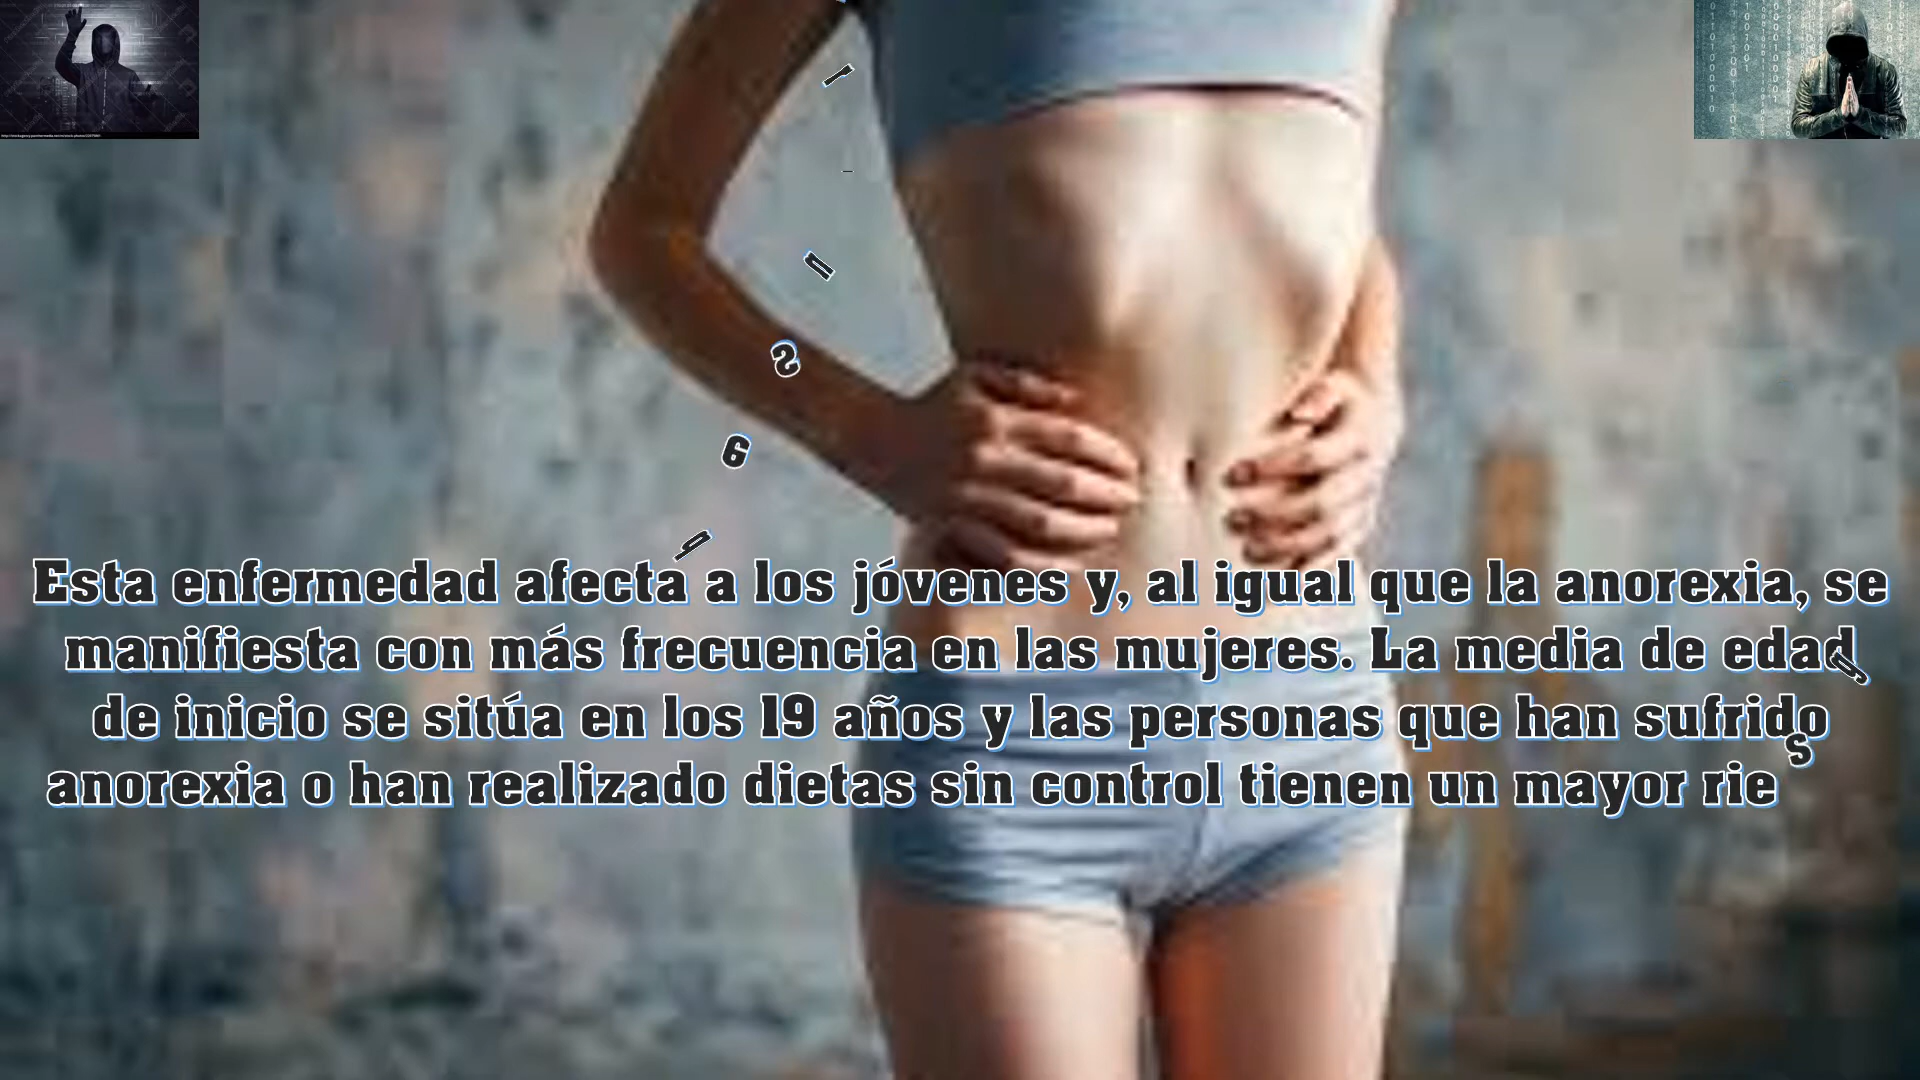 Esta enfermedad afecta a los jóvenes y, al igual que la anorexia, se
manifiesta con más frecuencia en las mujeres. La media de edad
de inicio se sitúa en los 19 años y las personas que han sufrido
anorexia o han realizado dietas sin control tienen un mayor rie
s